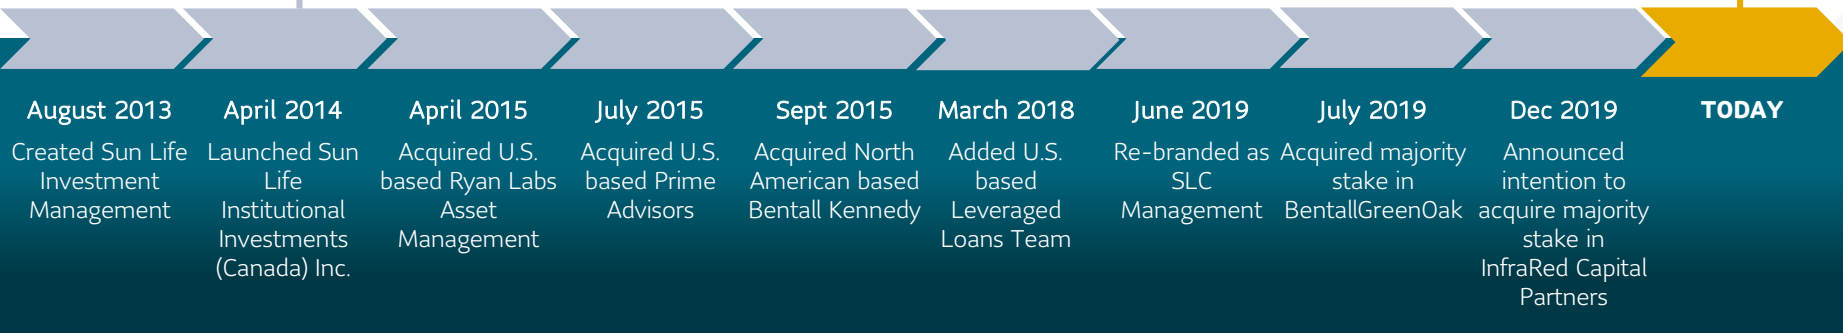 August 2013
Created Sun Life
Investment
Management
April 2014
Launched Sun
Life
Institutional
Investments
(Canada) Inc.
April 2015
Acquired U.S.
based Ryan Labs
Asset
Management
July 2015
Acquired U.S.
based Prime
Advisors
Sept 2015
Acquired North
American based
Bentall Kennedy
March 2018
Added U.S.
based
Leveraged
Loans Team
June 2019
Re-branded as
SLC
Management
July 2019
Acquired majority
stake in
BentallGreenOak
Dec 2019
Announced
intention to
acquire majority
stake in
InfraRed Capital
Partners
TODAY